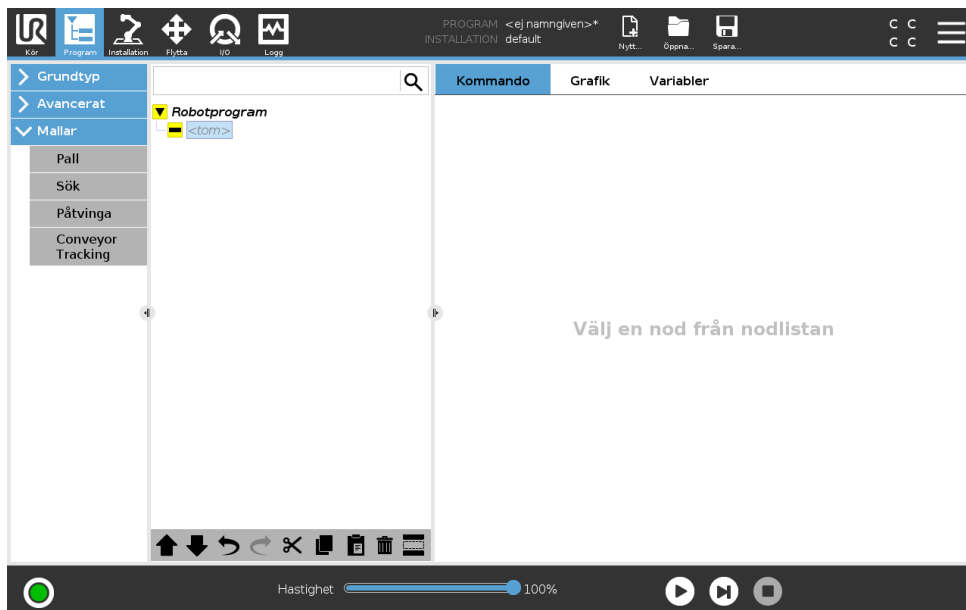 PROGRAM <ej namngiven>*
INSTALLATION default
Kör Program Installation Flytta I/O Logg Nytt... Öppna... Spara...
C C
C C
Grundtyp
Avancerat
Mallar
Pall
Sök
Påtvinga
Conveyor
Tracking
Robotprogram
<tom>
Kommando Grafik Variabler
Välj en nod från nodlistan
Hastighet 100%